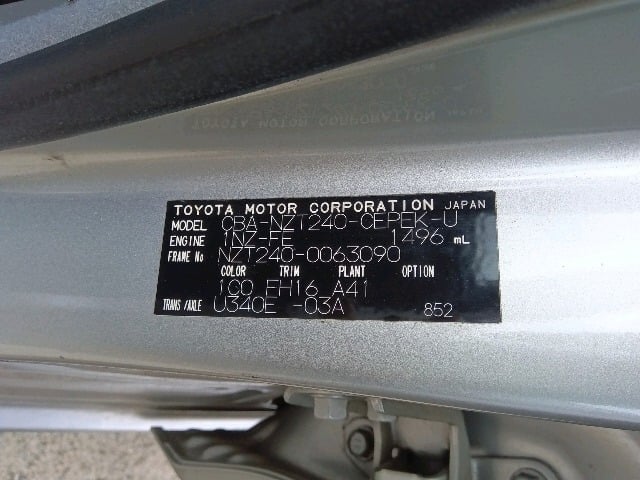 TOYOTA MOTOR CORPORATION JAPAN
MODEL CBA-NZT240-CEPEK-U
ENGINE 1NZ-FE 1496 mL
FRAME No NZT240-0063090
COLOR TRIM PLANT OPTION
1C0 FH16 A41
TRANS/AXLE U340E -03A 852